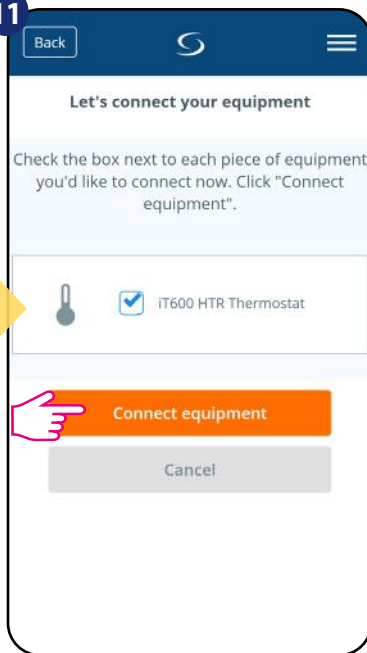 11
Back
Let's connect your equipment
Check the box next to each piece of equipment
you'd like to connect now. Click "Connect
equipment".
iT600 HTR Thermostat
Connect equipment
Cancel